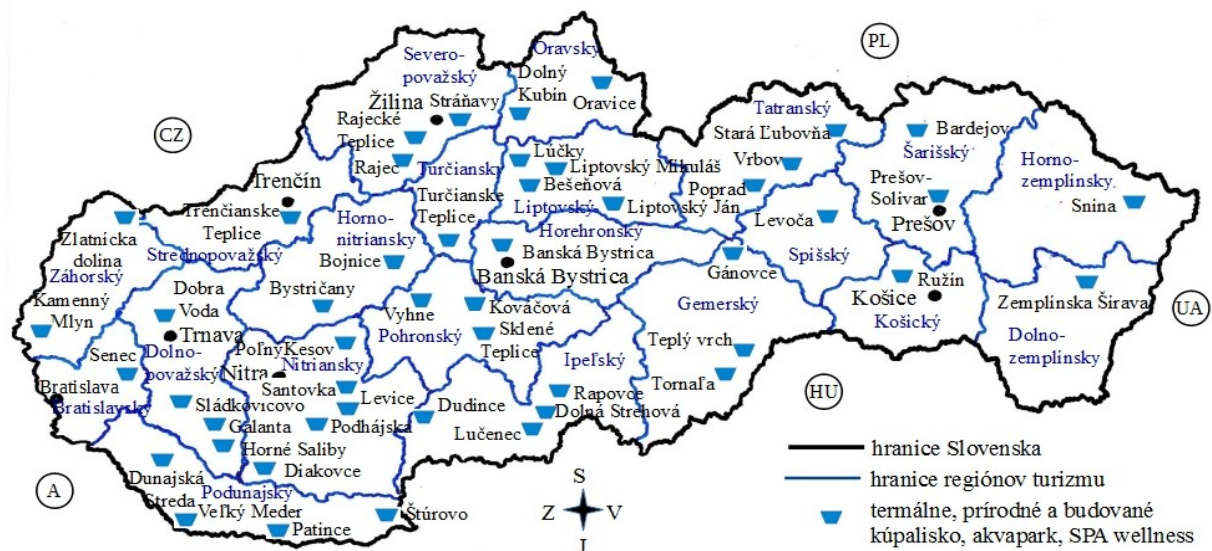 PL
Oravský
Severo-
považský
Dolný
Kubín
Oravice
Žilina
Stráňavy
Rajecké
Teplice
Rajec
CZ
Tatranský
Stará Ľubovňa
Vrbov
Poprad
Bardejov
Šarišský
Prešov-
Solivar
Prešov
Horno-
zemplínsky
Snina
Turčiansky
Turčianske
Teplice
Lúčky
Liptovský Mikuláš
Bešeňová
Liptovský
Liptovský Ján
Levoča
Trenčín
Trenčianske
Teplice
Horno-
nitriansky
Bojnice
Horehronský
Banská Bystrica
Banská Bystrica
Gánovce
Spišský
Zlatnicka
dolina
Strednopovažský
Záhorský
Kamenný
Mlyn
Dobra
Voda
Trnava
Bystričany
Vyhne
Kováčová
Sklené
Teplice
Pohronský
Gemerský
Ružín
Košice
Košický
Zemplínska Šírava
UA
Dolno-
zemplínsky
Senec
Bratislava
Bratislavský
Dolno-
považský
Poľný Kesov
Nitriansky
Nitra
Santovka
Levice
Podhájska
Ipeľský
Teplý vrch
Tornaľa
HU
Rapovce
Dolná Strehová
Dudince
Lučenec
Sládkovicovo
Galanta
Horné Saliby
Diakovce
A
Dunajská
Streda
Podunajský
Veľký Meder
Patince
Štúrovo
S
Z
V
J
hranice Slovenska
hranice regiónov turizmu
termálne, prírodné a budované
kúpalisko, akvapark, SPA wellness